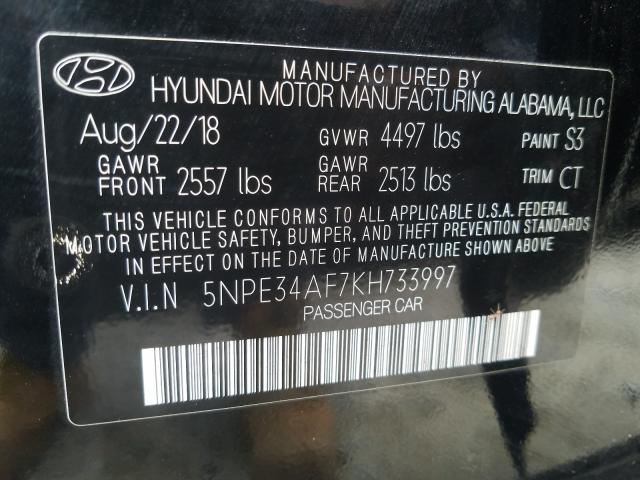 MANUFACTURED BY
HYUNDAI MOTOR MANUFACTURING ALABAMA, LLC
Aug/22/18 GVWR 4497 lbs PAINT S3
GAWR FRONT 2557 lbs GAWR REAR 2513 lbs TRIM CT
THIS VEHICLE CONFORMS TO ALL APPLICABLE U.S.A. FEDERAL
MOTOR VEHICLE SAFETY, BUMPER, AND THEFT PREVENTION STANDARDS
IN EFFECT ON THE DATE OF MANUFACTURE SHOWN ABOVE
V.I.N 5NPE34AF7KH733997
PASSENGER CAR